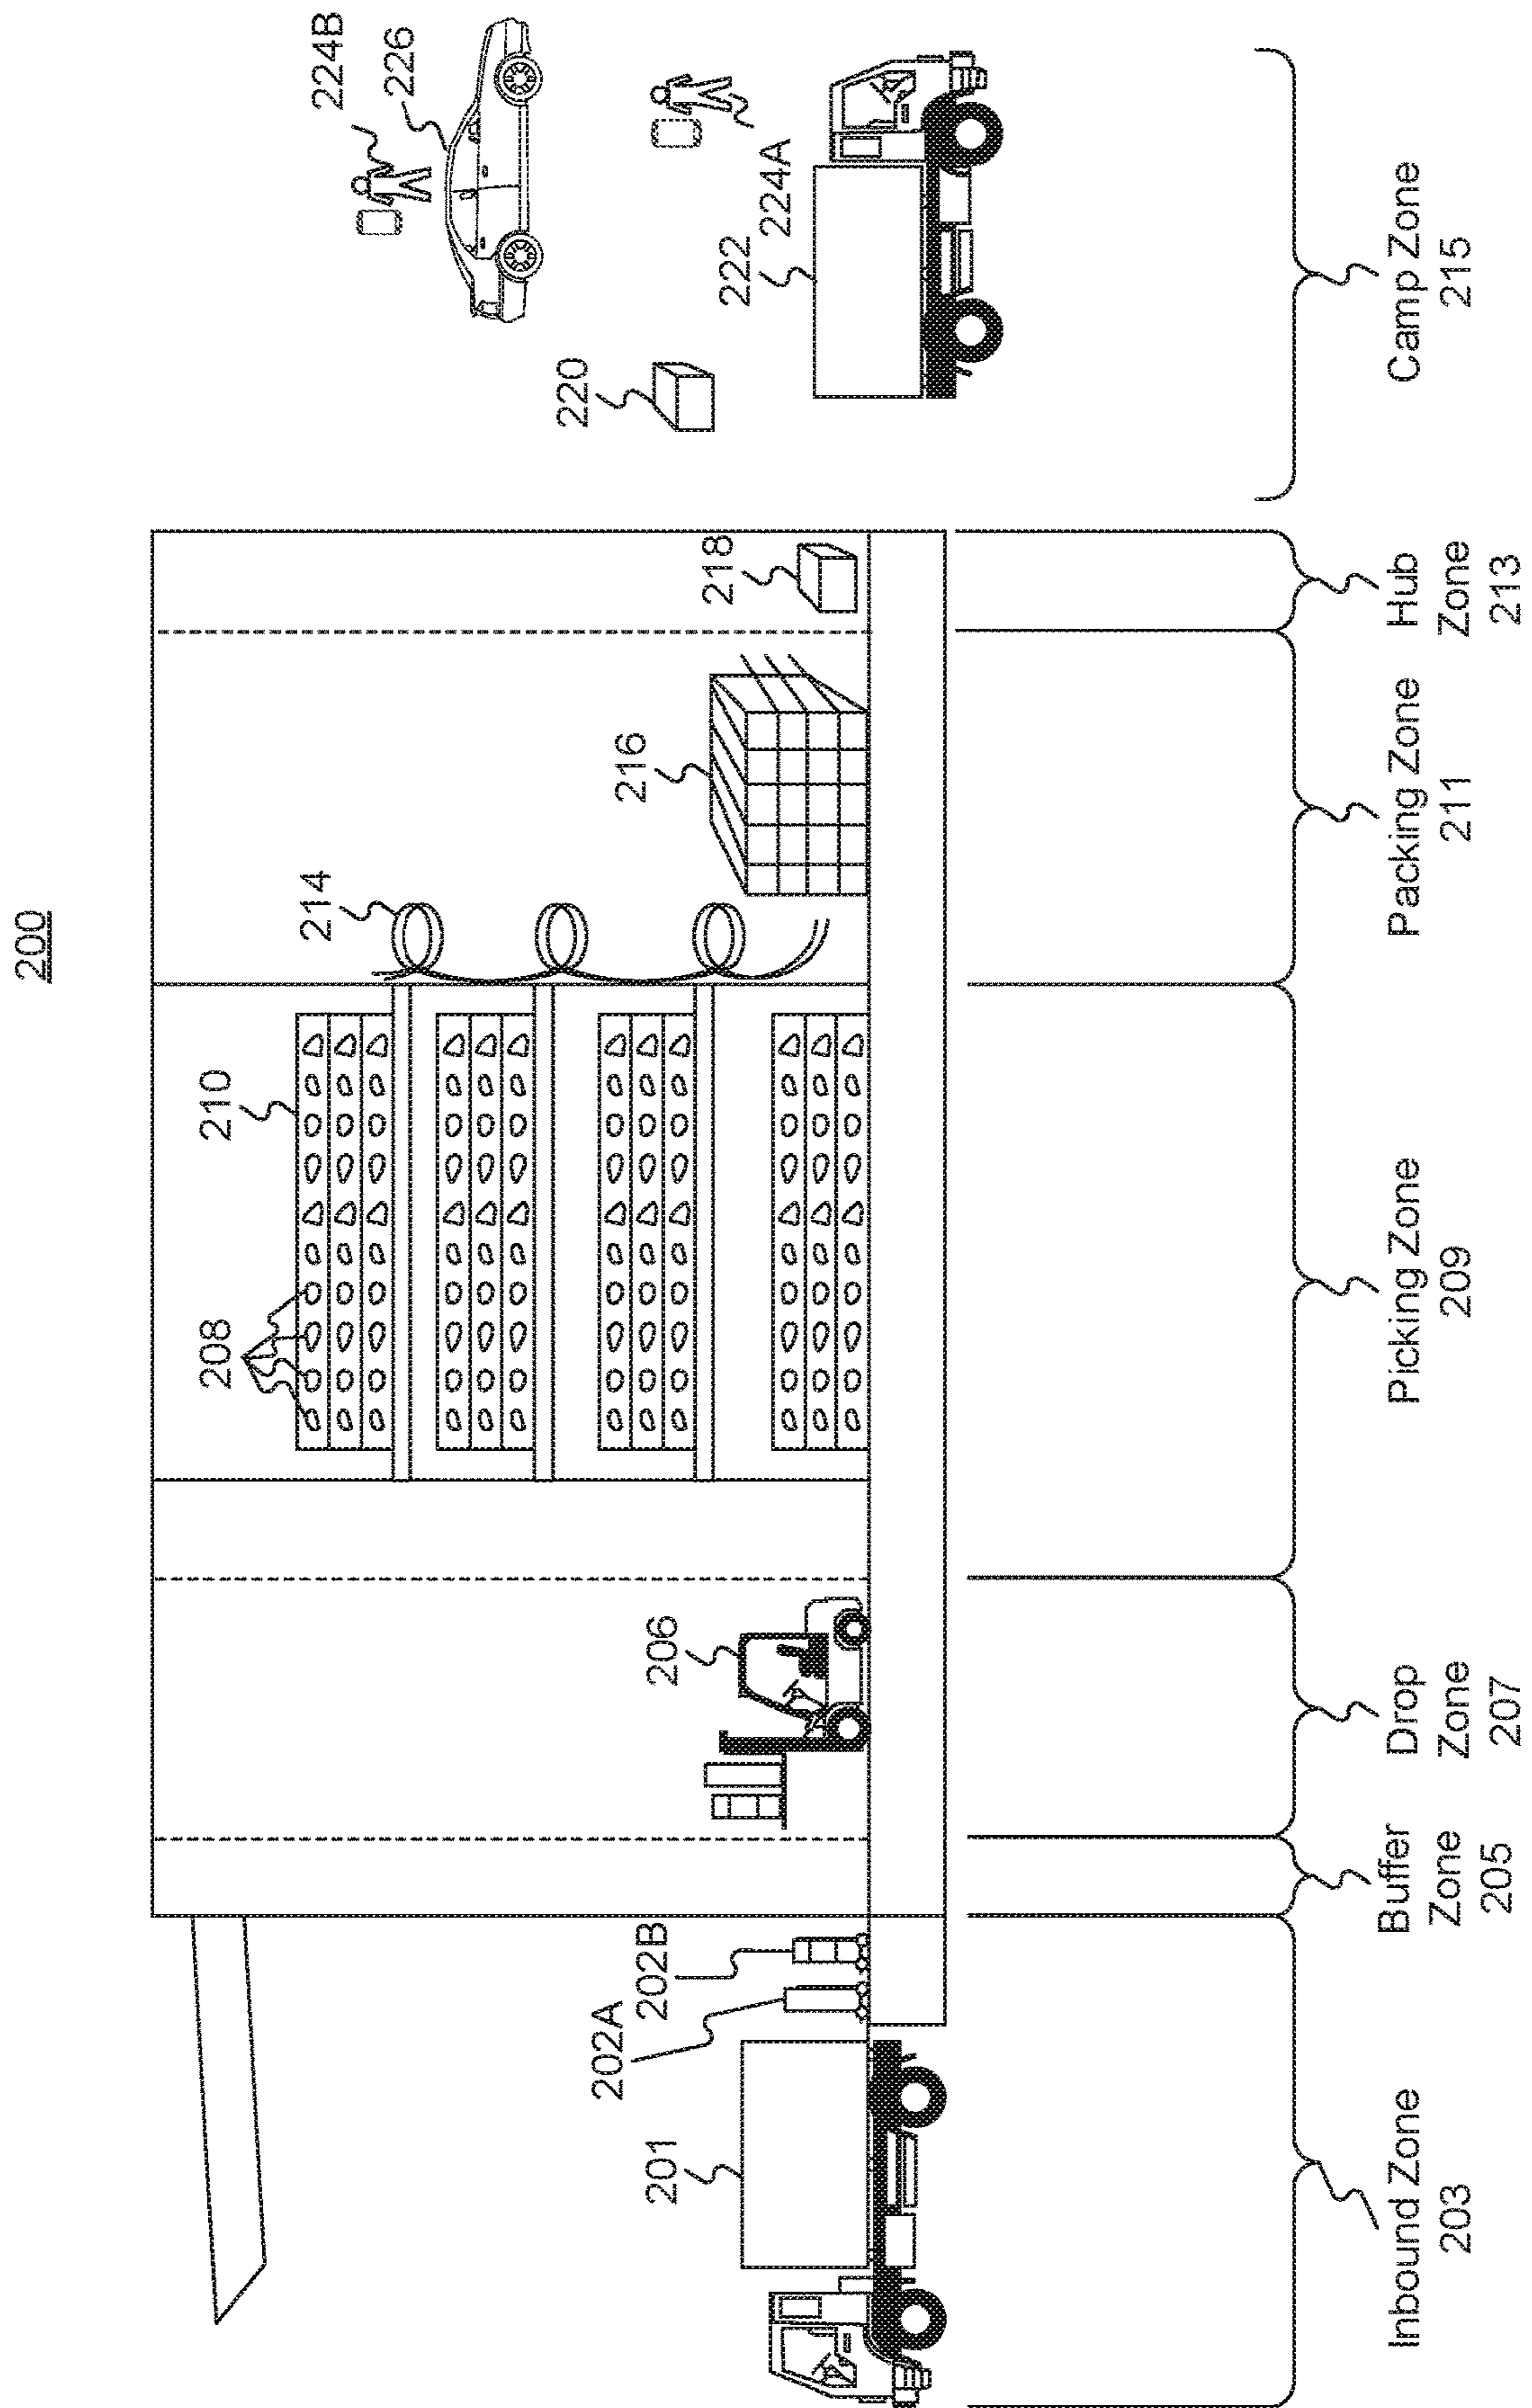 200
224B
226
224A
222
220
218
216
214
210
208
206
202B
202A
201
Inbound Zone
203
Buffer
Zone
205
Drop
Zone
207
Picking Zone
209
Packing Zone
211
Hub
Zone
213
Camp Zone
215